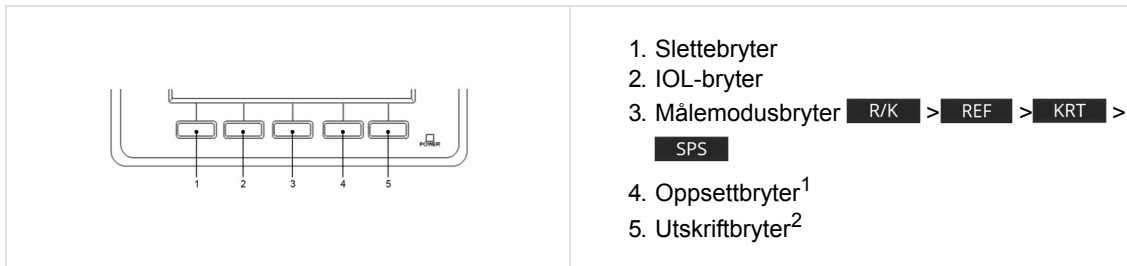 POWER
1 2 3 4 5
1. Slettebryter
2. IOL-bryter
3. Målemodusbryter R/K > REF > KRT >
SPS
4. Oppsettbryter1
5. Utskriftbryter2